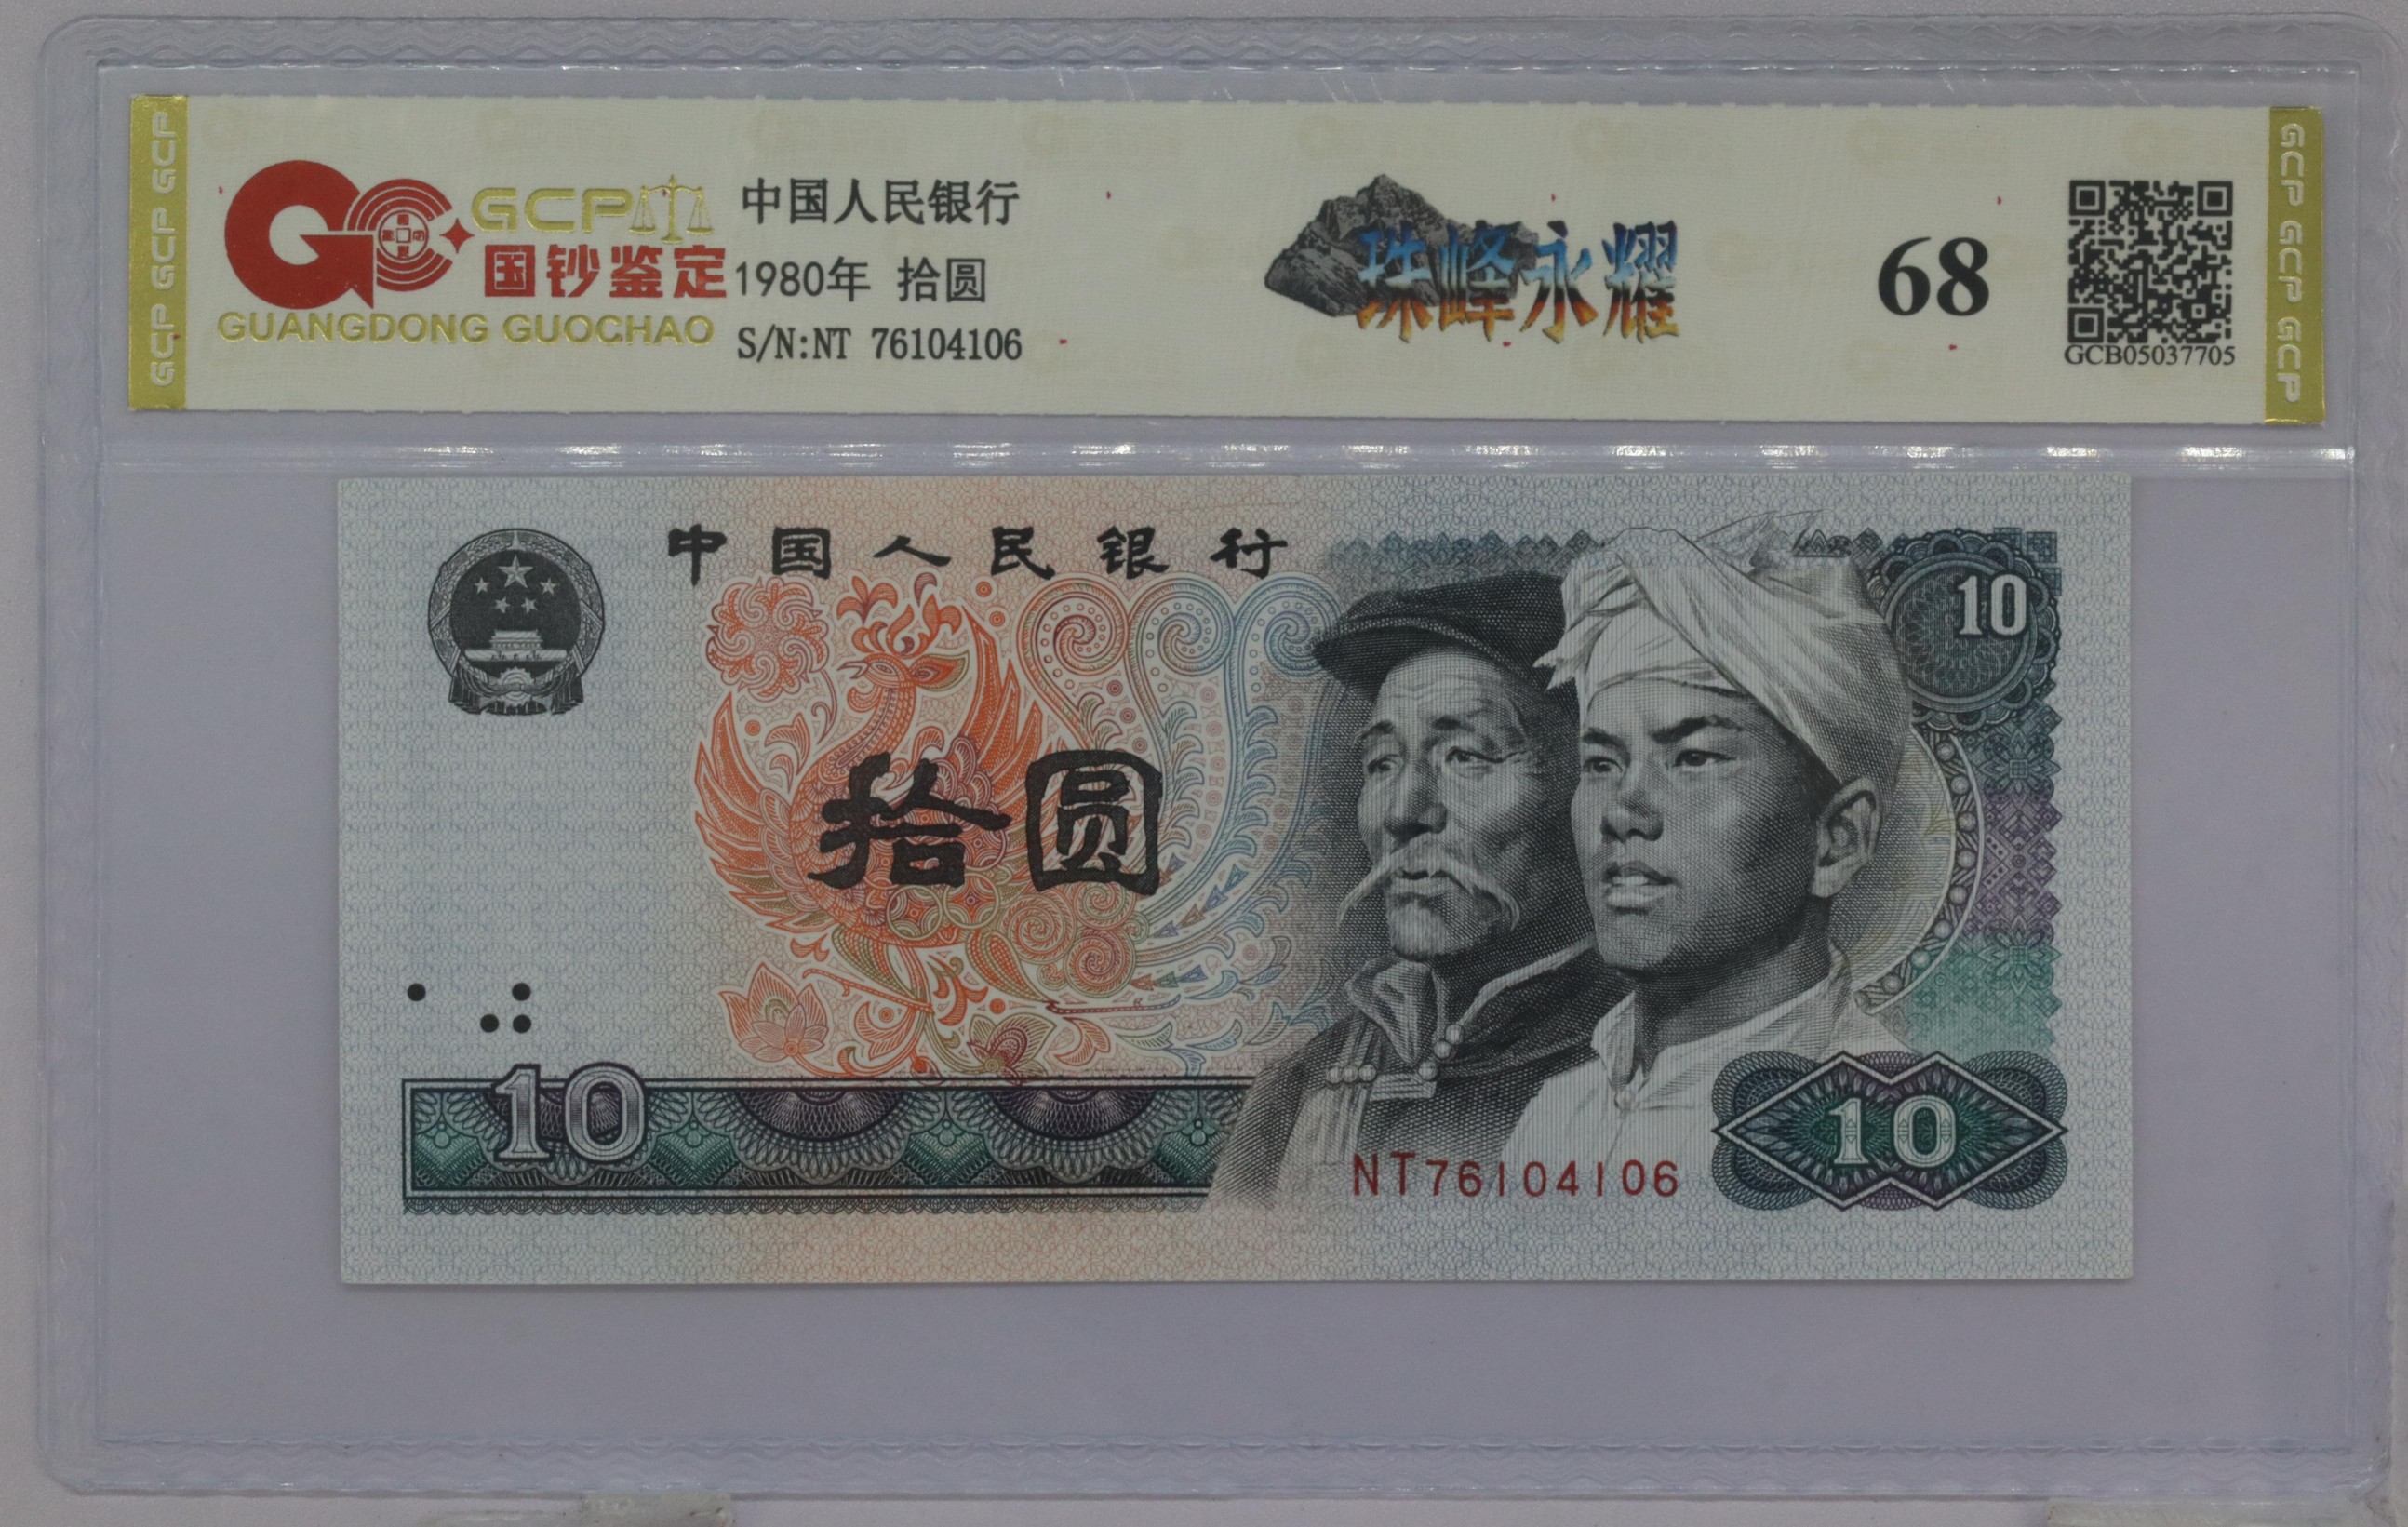 GCP GCP GCP
GCP
国钞鉴定
GUANGDONG GUOCHAO
中国人民银行
1980年 拾圆
S/N:NT 76104106
珠峰永耀
68
GCB05037705
GCP GCP GCP
中国人民银行
10
拾圆
10
NT76104106
10